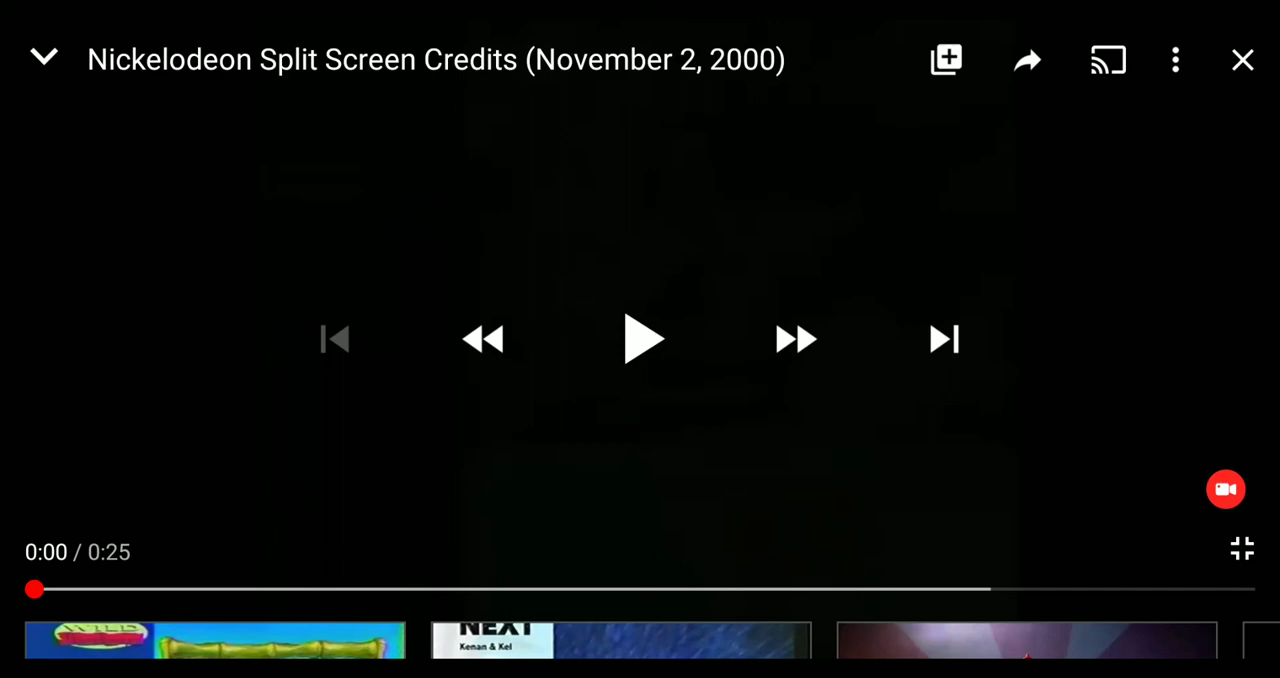 Nickelodeon Split Screen Credits (November 2, 2000)
0:00 / 0:25
NEXT
Kenan & Kel